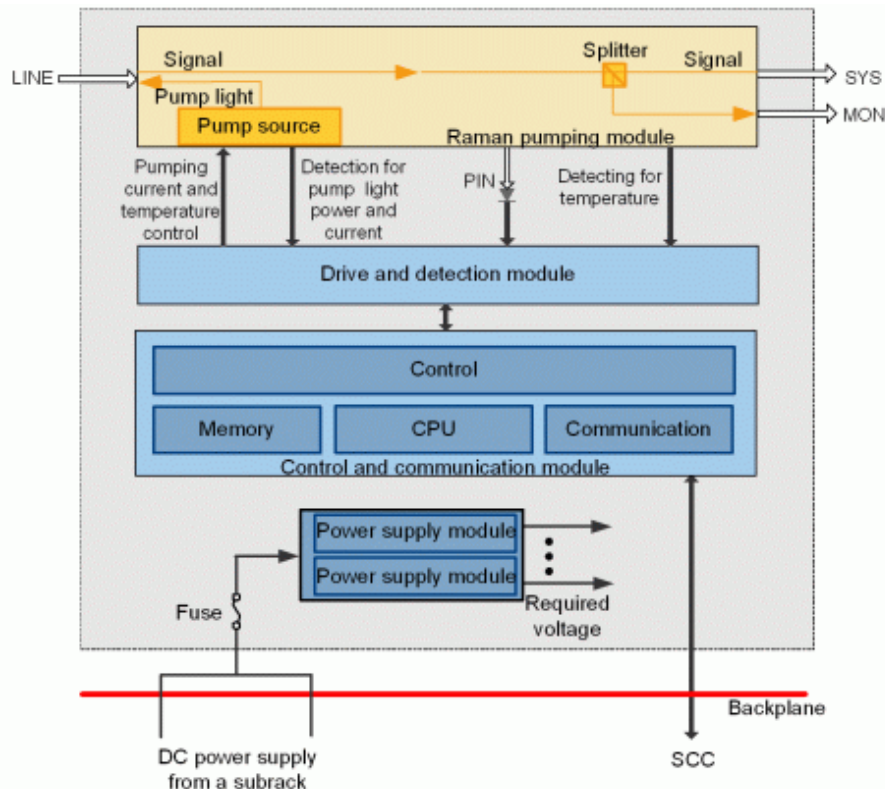 Signal
Splitter
Signal
LINE
SYS
Pump light
MON
Pump source
Raman pumping module
Pumping
current and
temperature
control
Detection for
pump light
power and
current
PIN
Detecting for
temperature
Drive and detection module
Control
Memory
CPU
Communication
Control and communication module
Power supply module
Power supply module
Required
voltage
Fuse
Backplane
DC power supply
from a subrack
SCC